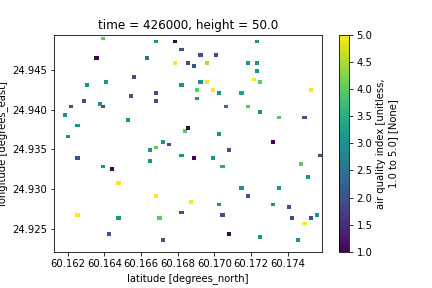 time = 426000, height = 50.0
24.945
24.940
24.935
24.930
24.925
longitude [degrees_east]
60.162 60.164 60.166 60.168 60.170 60.172 60.174
latitude [degrees_north]
5.0
4.5
4.0
3.5
3.0
2.5
2.0
1.5
1.0
air quality index [unitless,
1.0 to 5.0] [None]